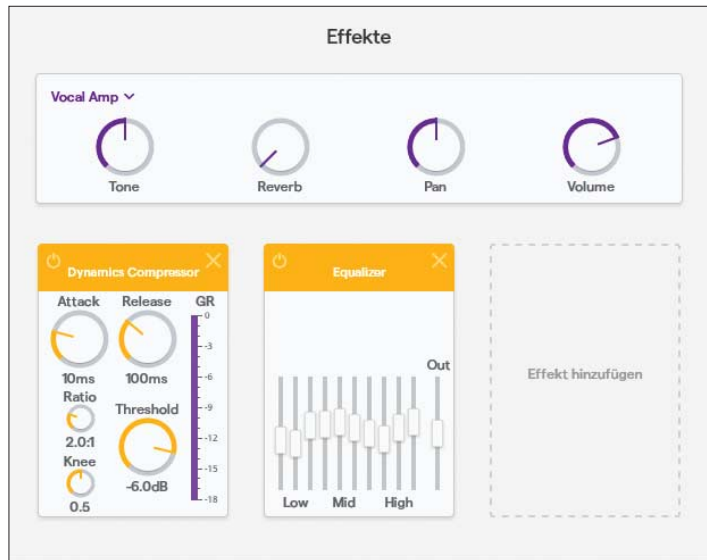 Effekte
Vocal Amp
Tone Reverb Pan Volume
Dynamics Compressor
Attack Release GR
0
-3
-6
-9
-12
-15
-18
10ms 100ms
Ratio
Threshold
2.0:1
Knee
-6.0dB
0.5
Equalizer
Out
Low Mid High
Effekt hinzufügen